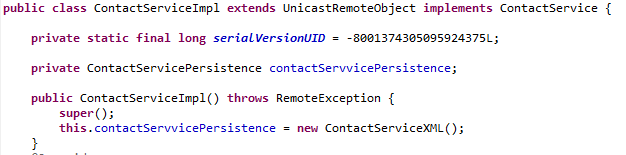 public class ContactServiceImpl extends UnicastRemoteObject implements ContactService {
private static final long serialVersionUID = -8001374305095924375L;
private ContactServicePersistence contactServvicePersistence;
public ContactServiceImpl() throws RemoteException {
super();
this.contactServvicePersistence = new ContactServiceXML();
}